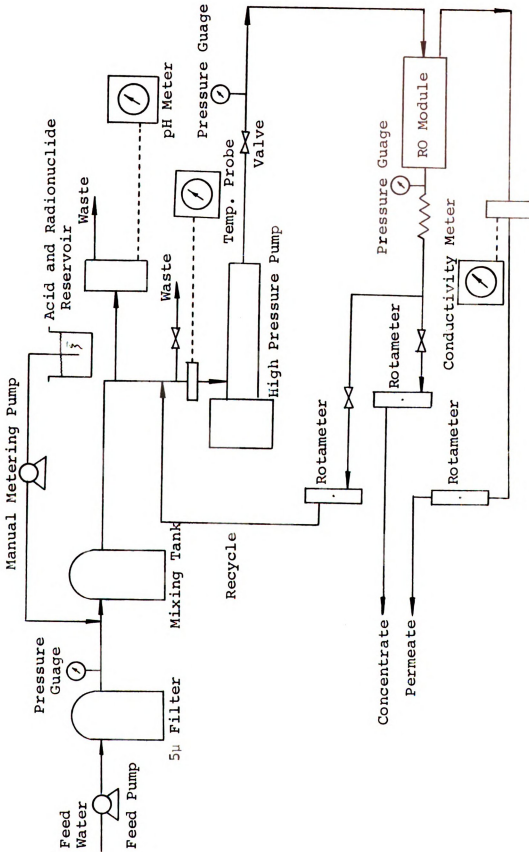 Feed
Water
Feed Pump
5μ Filter
Pressure
Guage
Manual Metering Pump
Mixing Tank
Acid and Radionuclide
Reservoir
Waste
pH Meter
Waste
Temp. Probe
High Pressure Pump
Valve
Pressure Guage
Recycle
Rotameter
Rotameter
Pressure Guage
RO Module
Conductivity Meter
Rotameter
Concentrate
Permeate